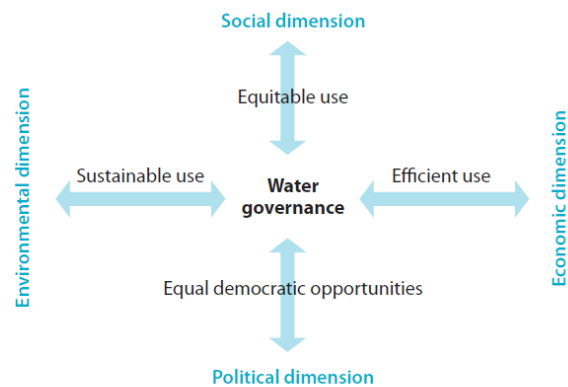 Social dimension
Equitable use
Environmental dimension
Sustainable use
Water
governance
Efficient use
Economic dimension
Equal democratic opportunities
Political dimension